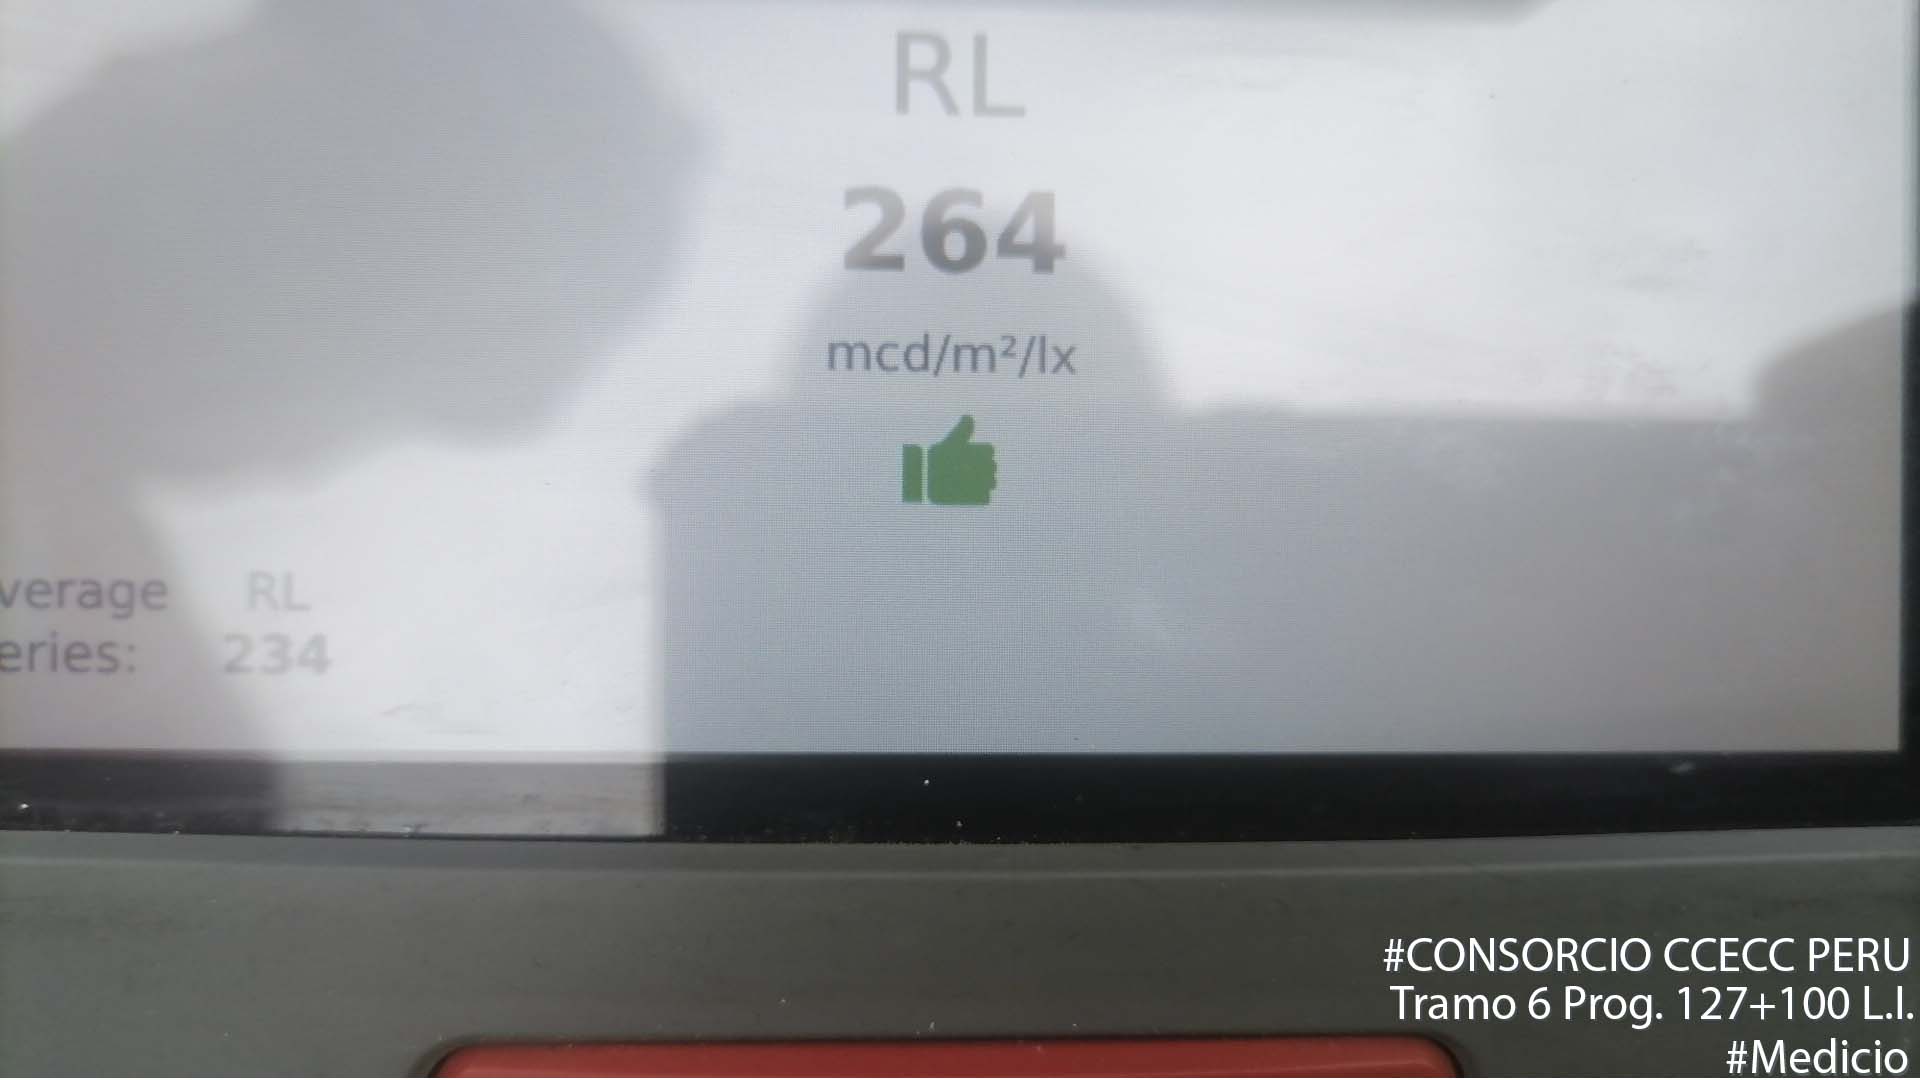 RL
264
mcd/m²/lx
verage RL
eries: 234
#CONSORCIO CCECC PERU
Tramo 6 Prog. 127+100 L.I.
#Medicio